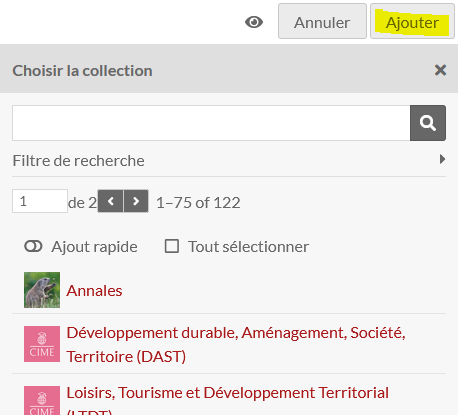 Annuler Ajouter
Choisir la collection
Filtre de recherche
1 de 2 1–75 of 122
Ajout rapide Tout sélectionner
Annales
CIME
Développement durable, Aménagement, Société,
Territoire (DAST)
CIME
Loisirs, Tourisme et Développement Territorial
(LTDT)